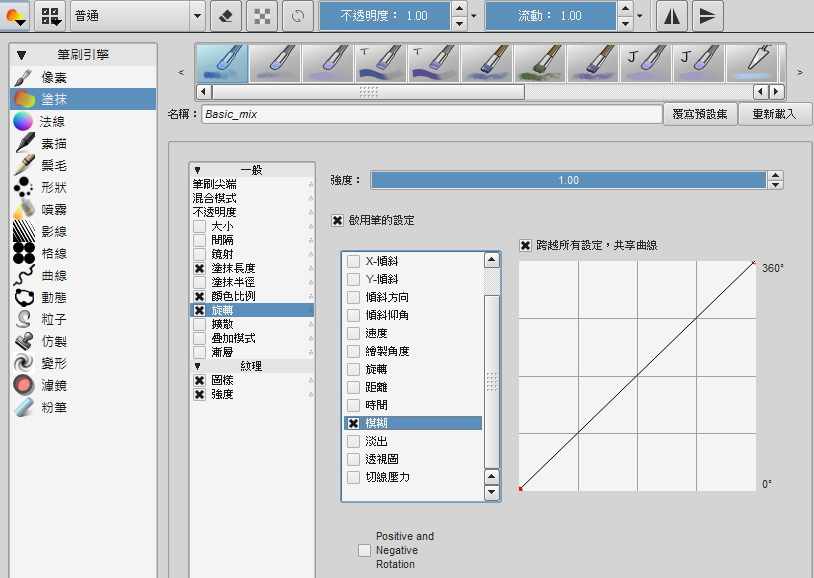 普通
不透明度： 1.00
流動： 1.00
筆刷引擎
像素
塗抹
法線
素描
鬃毛
形狀
噴霧
影線
格線
曲線
動態
粒子
仿製
變形
濾鏡
粉筆
T
T
J
J
名稱：
Basic_mix
覆寫預設集
重新載入
一般
筆刷尖端
混合模式
不透明度
大小
間隔
鏡射
塗抹長度
塗抹半徑
顏色比例
旋轉
擴散
疊加模式
漸層
紋理
圖樣
強度
強度：
1.00
啟用筆的設定
X-傾斜
Y-傾斜
傾斜方向
傾斜仰角
速度
繪製角度
旋轉
距離
時間
模糊
淡出
透視圖
切線壓力
跨越所有設定，共享曲線
360°
0°
Positive and
Negative
Rotation